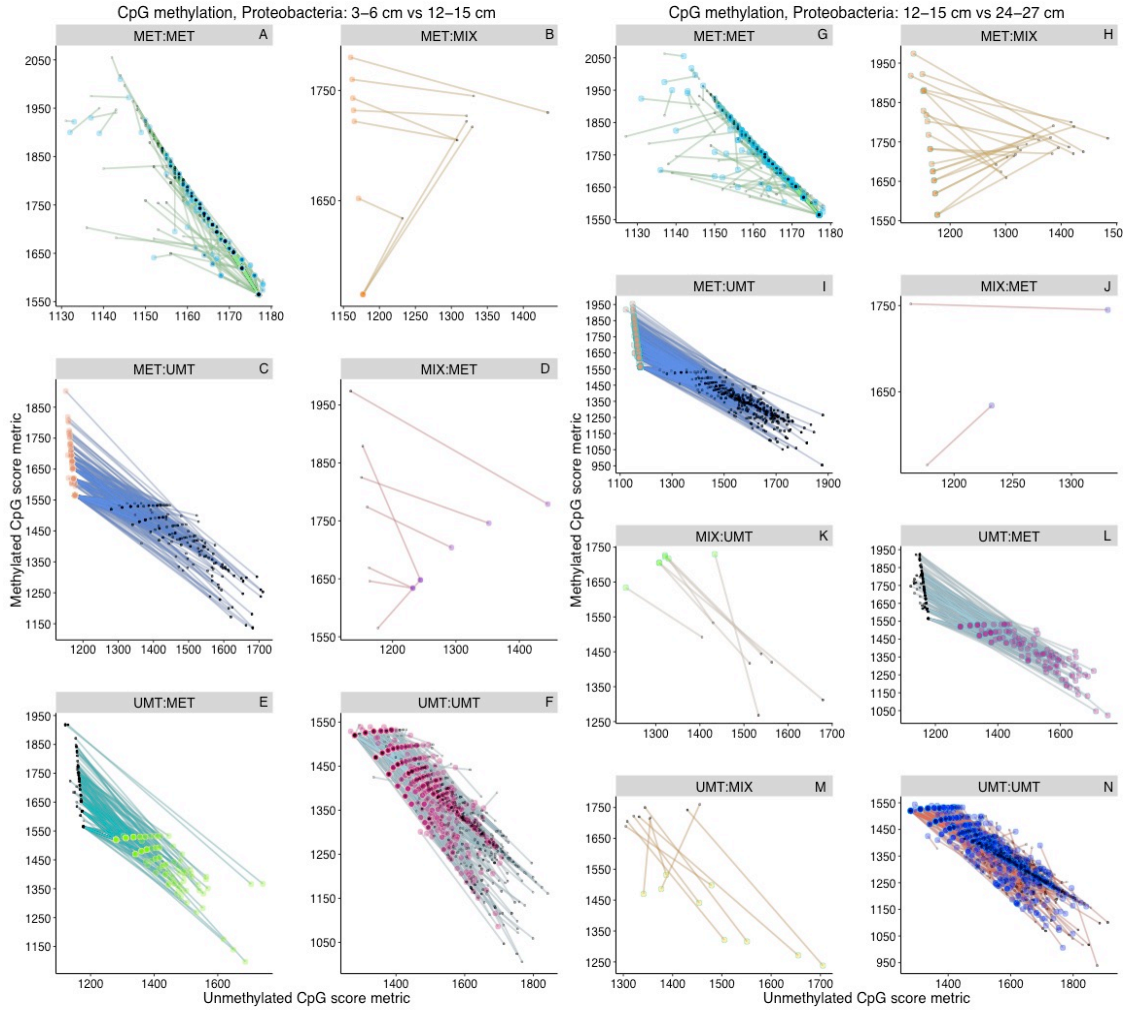 CpG methylation, Proteobacteria: 3–6 cm vs 12–15 cm
CpG methylation, Proteobacteria: 12–15 cm vs 24–27 cm
MET:MET A
2050
1950
1850
1750
1650
1550
1130 1140 1150 1160 1170 1180
MET:MIX B
1750
1650
1150 1200 1250 1300 1350 1400
MET:UMT C
1850
1750
1650
1550
1450
1350
1250
1150
1200 1300 1400 1500 1600 1700
MIX:MET D
1950
1850
1750
1650
1550
1200 1300 1400
UMT:MET E
1950
1850
1750
1650
1550
1450
1350
1250
1150
1200 1400 1600
UMT:UMT F
1550
1450
1350
1250
1150
1050
1400 1600 1800
Methylated CpG score metric
Unmethylated CpG score metric
MET:MET G
2050
1950
1850
1750
1650
1550
1130 1140 1150 1160 1170 1180
MET:MIX H
1950
1850
1750
1650
1550
1200 1300 1400 1500
MET:UMT I
1950
1850
1750
1650
1550
1450
1350
1250
1150
1050
950
1100 1300 1500 1700 1900
MIX:MET J
1750
1650
1200 1250 1300
MIX:UMT K
1750
1650
1550
1450
1350
1250
1300 1400 1500 1600 1700
UMT:MET L
1950
1850
1750
1650
1550
1450
1350
1250
1150
1050
1200 1400 1600
UMT:MIX M
1750
1650
1550
1450
1350
1250
1300 1400 1500 1600 1700
UMT:UMT N
1550
1450
1350
1250
1150
1050
950
1400 1600 1800
Methylated CpG score metric
Unmethylated CpG score metric